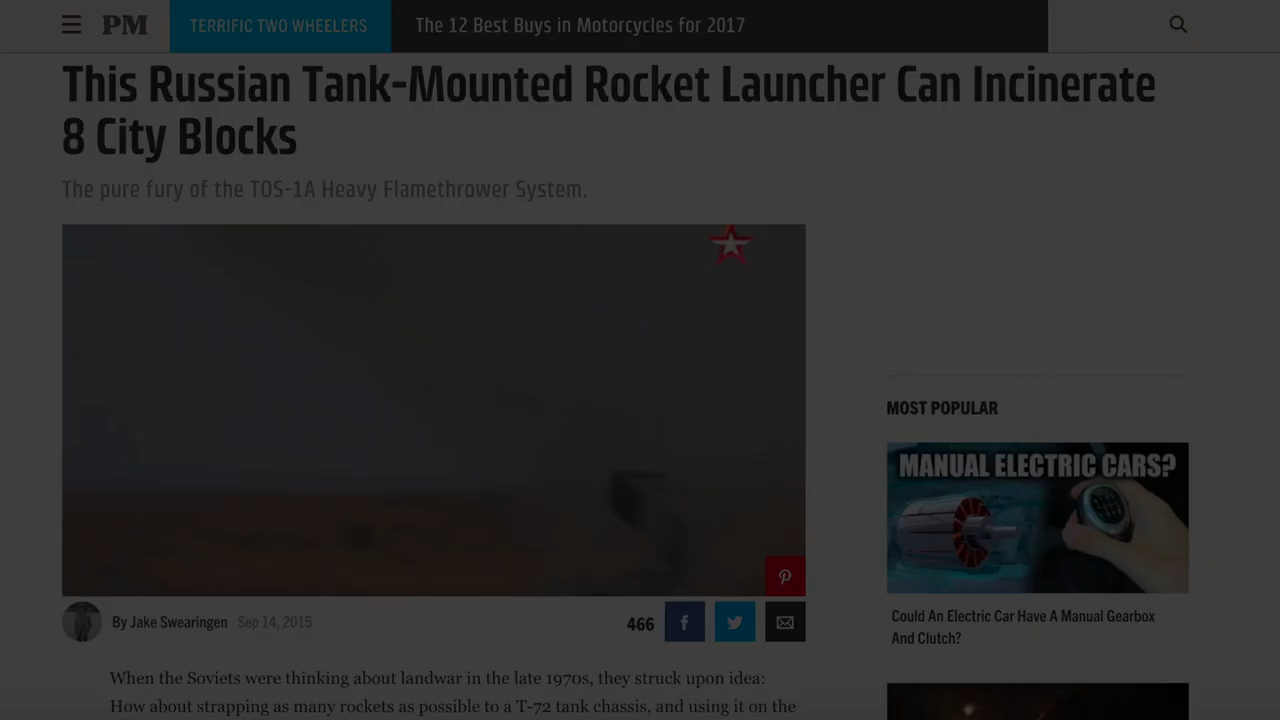 PM
TERRIFIC TWO WHEELERS
The 12 Best Buys in Motorcycles for 2017
This Russian Tank-Mounted Rocket Launcher Can Incinerate
8 City Blocks
The pure fury of the TOS-1A Heavy Flamethrower System.
By Jake Swearingen Sep 14, 2015
466
When the Soviets were thinking about landwar in the late 1970s, they struck upon idea:
How about strapping as many rockets as possible to a T-72 tank chassis, and using it on the
MOST POPULAR
MANUAL ELECTRIC CARS?
Could An Electric Car Have A Manual Gearbox
And Clutch?